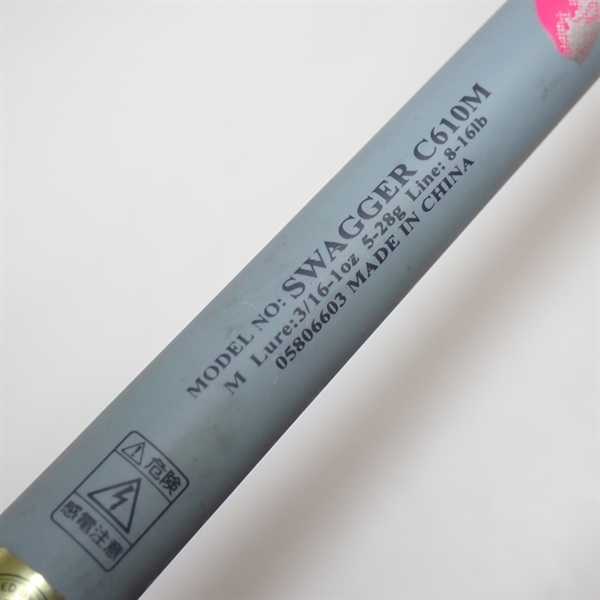 MODEL NO: SWAGGER C610M
M Lure:3/16-1oz 5-28g Line: 8-16lb
05806603 MADE IN CHINA
危険
感電注意